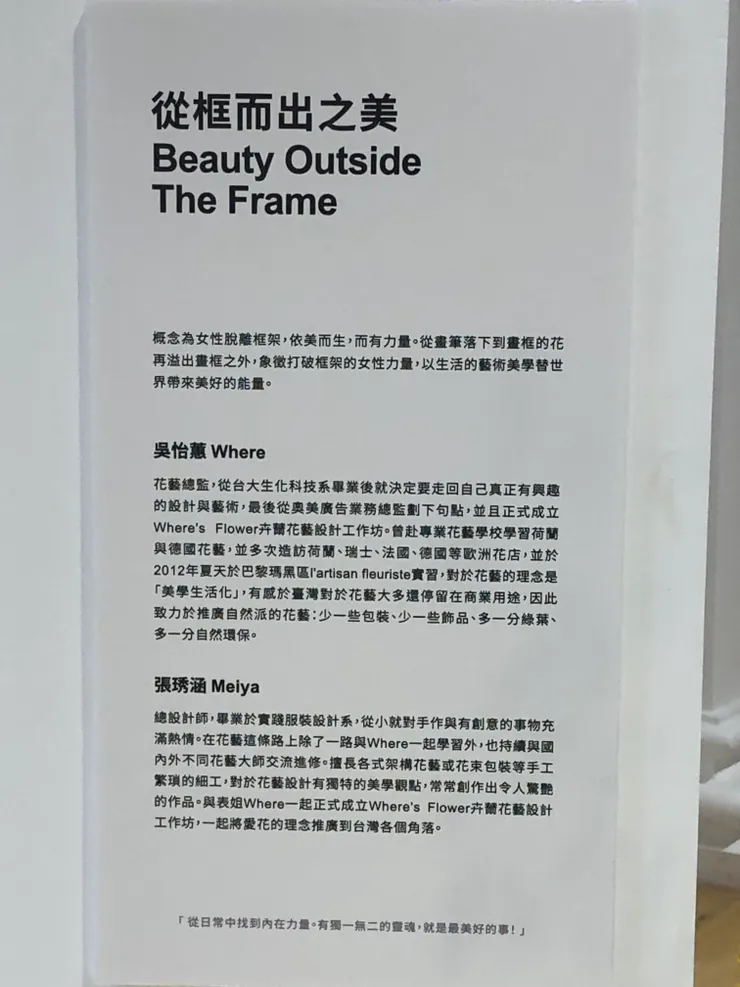 從框而出之美
Beauty Outside
The Frame
概念為女性脫離框架，依美而生，而有力量。從畫筆落下到畫框的花
再溢出畫框之外，象徵打破框架的女性力量，以生活的藝術美學替世
界帶來美好的能量。
吳怡蕙 Where
花藝總監，從台大生化科技系畢業後就決定要走回自己真正有興趣
的設計與藝術，最後從奧美廣告業務總監劃下句點，並且正式成立
Where's Flower卉蘭花藝設計工作坊。曾赴專業花藝學校學習荷蘭
與德國花藝，並多次造訪荷蘭、瑞士、法國、德國等歐洲花店，並於
2012年夏天於巴黎瑪黑區l'artisan fleuriste實習，對於花藝的理念是
「美學生活化」，有感於臺灣對於花藝大多還停留在商業用途，因此
致力於推廣自然派的花藝：少一些包裝、少一些飾品、多一分綠葉、
多一分自然環保。
張琇涵 Meiya
總設計師，畢業於實踐服裝設計系，從小就對手作與有創意的事物充
滿熱情。在花藝這條路上除了一路與Where一起學習外，也持續與國
內外不同花藝大師交流進修。擅長各式架構花藝或花束包裝等手工
繁瑣的細工，對於花藝設計有獨特的美學觀點，常常創作出令人驚艷
的作品。與表姐Where一起正式成立Where's Flower卉蘭花藝設計
工作坊，一起將愛花的理念推廣到台灣各個角落。
「從日常中找到內在力量。有獨一無二的靈魂，就是最美好的事！」